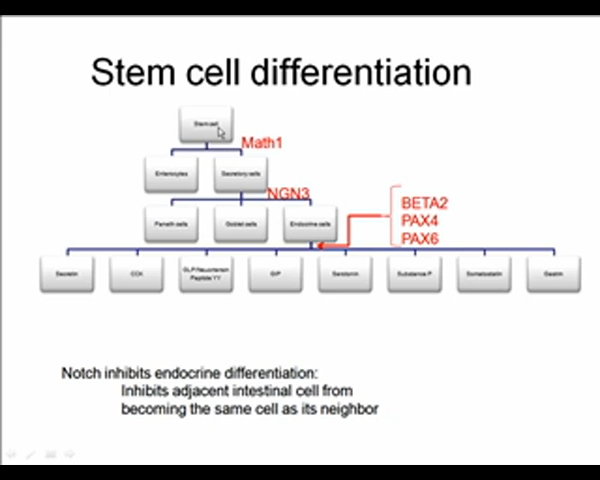 Stem cell differentiation
Stem cell
Math1
Enterocytes
Secretory cells
NGN3
Paneth cells
Goblet cells
Endocrine cells
BETA2
PAX4
PAX6
Secretin
CCK
GLP/Neurotensin
Peptide YY
GIP
Serotonin
Substance P
Somatostatin
Gastrin
Notch inhibits endocrine differentiation:
Inhibits adjacent intestinal cell from
becoming the same cell as its neighbor